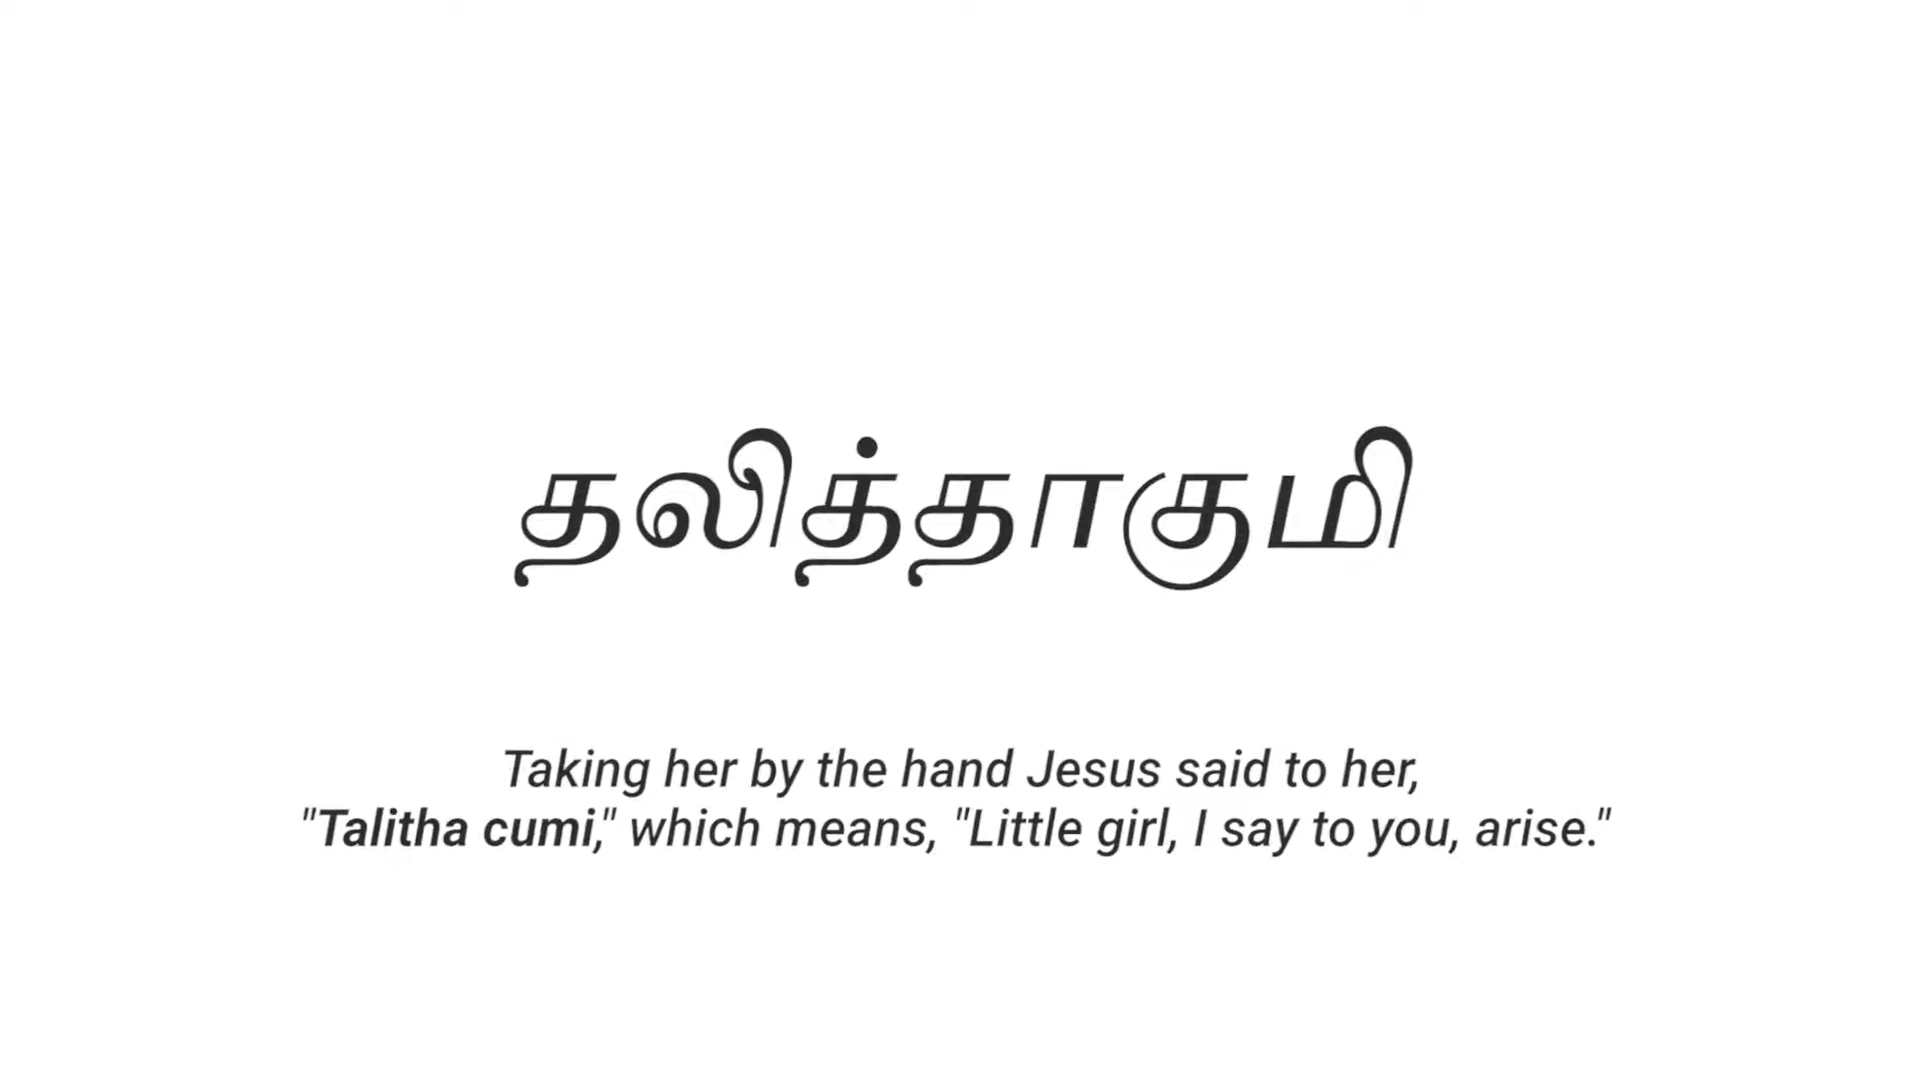 தலித்தாகுமி
Taking her by the hand Jesus said to her,
"Talitha cumi," which means, "Little girl, I say to you, arise."